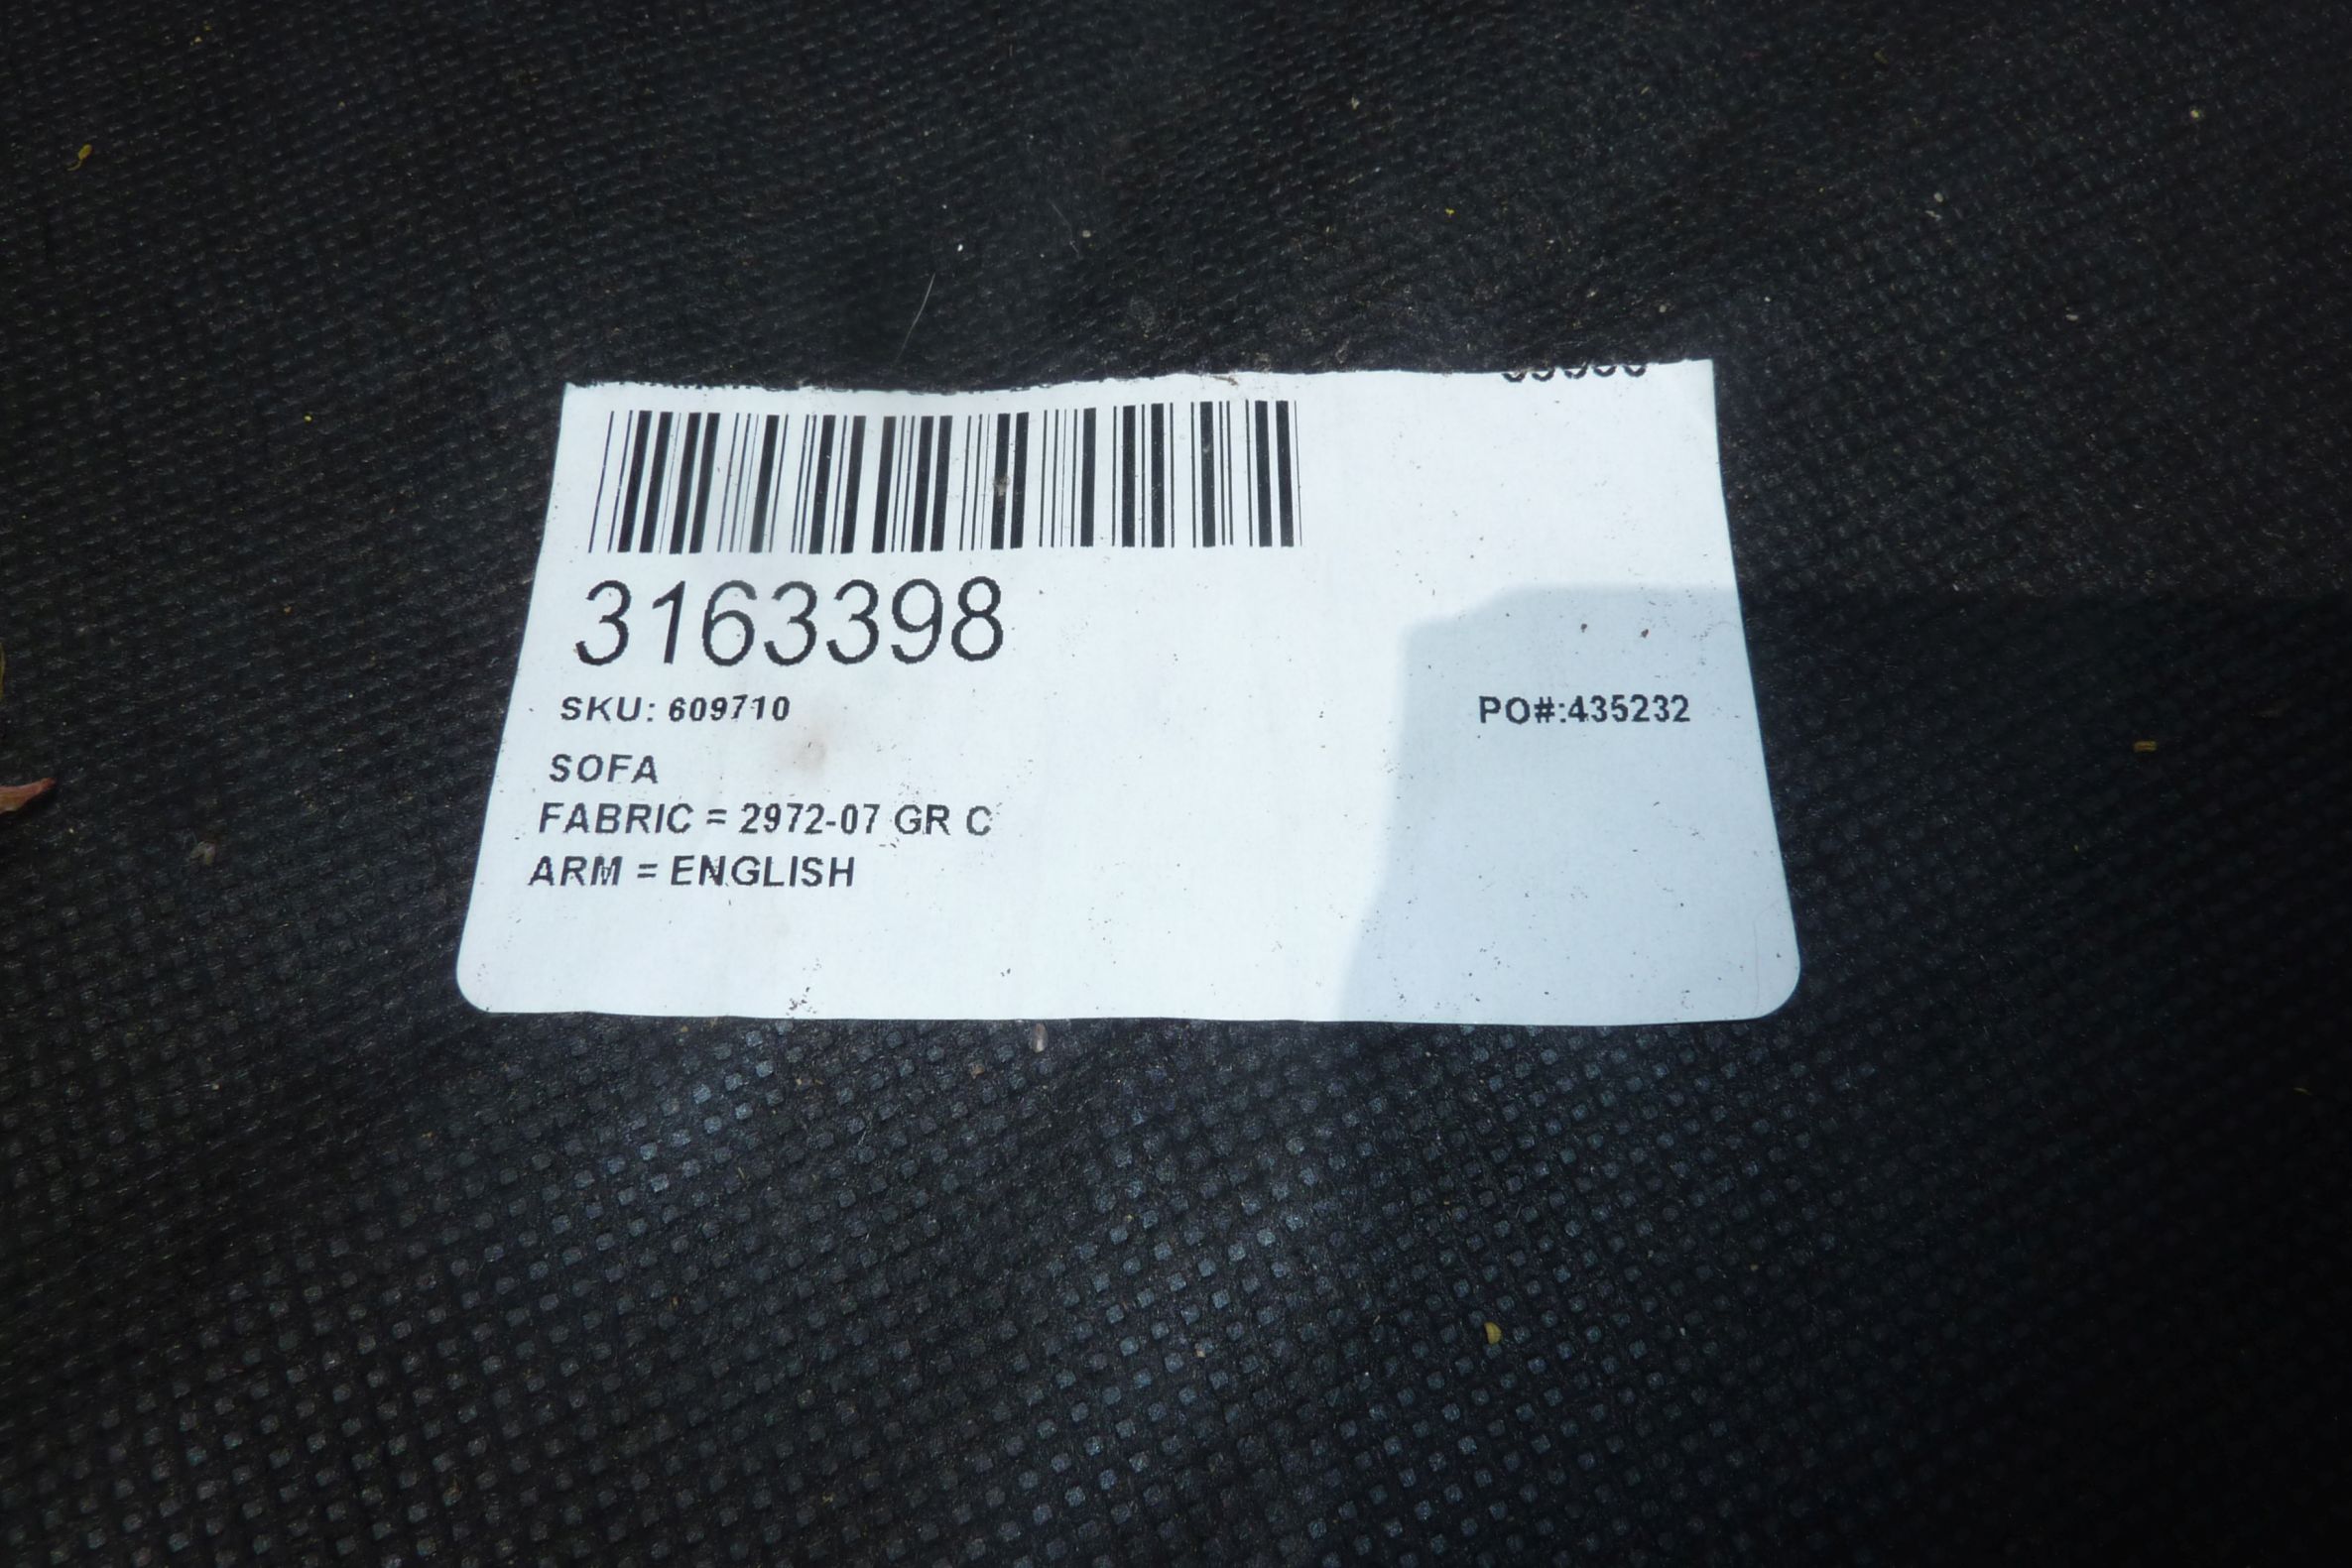 3163398
SKU: 609710 PO#:435232
SOFA
FABRIC = 2972-07 GR C
ARM = ENGLISH